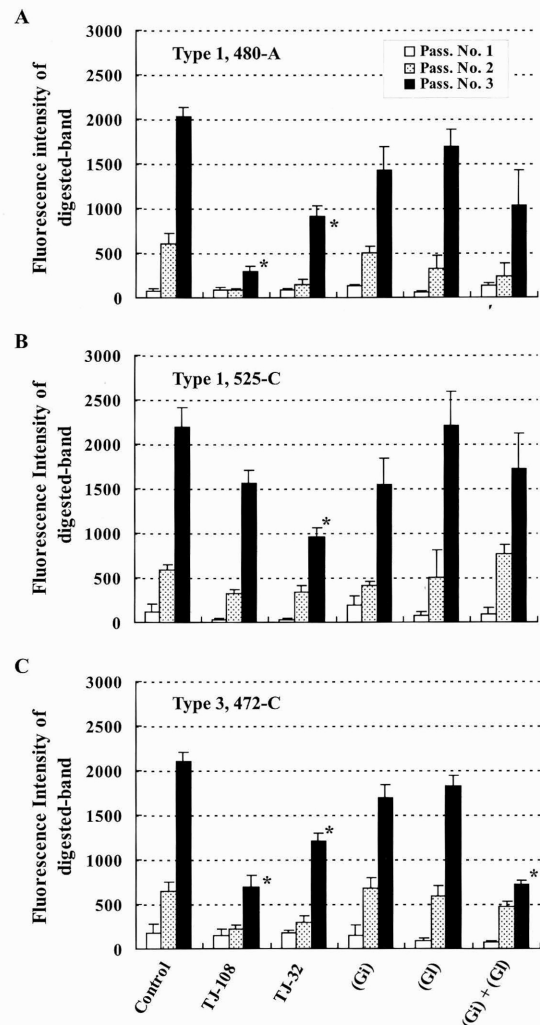 A
Type 1, 480-A
Pass. No. 1
Pass. No. 2
Pass. No. 3
Fluorescence intensity of
digested-band
3000
2500
2000
1500
1000
500
0
*
*
B
Type 1, 525-C
Fluorescence Intensity of
digested-band
3000
2500
2000
1500
1000
500
0
*
C
Type 3, 472-C
Fluorescence Intensity of
digested-band
3000
2500
2000
1500
1000
500
0
*
*
*
Control
TJ-108
TJ-32
(Gi)
(Gl)
(Gi) + (Gl)